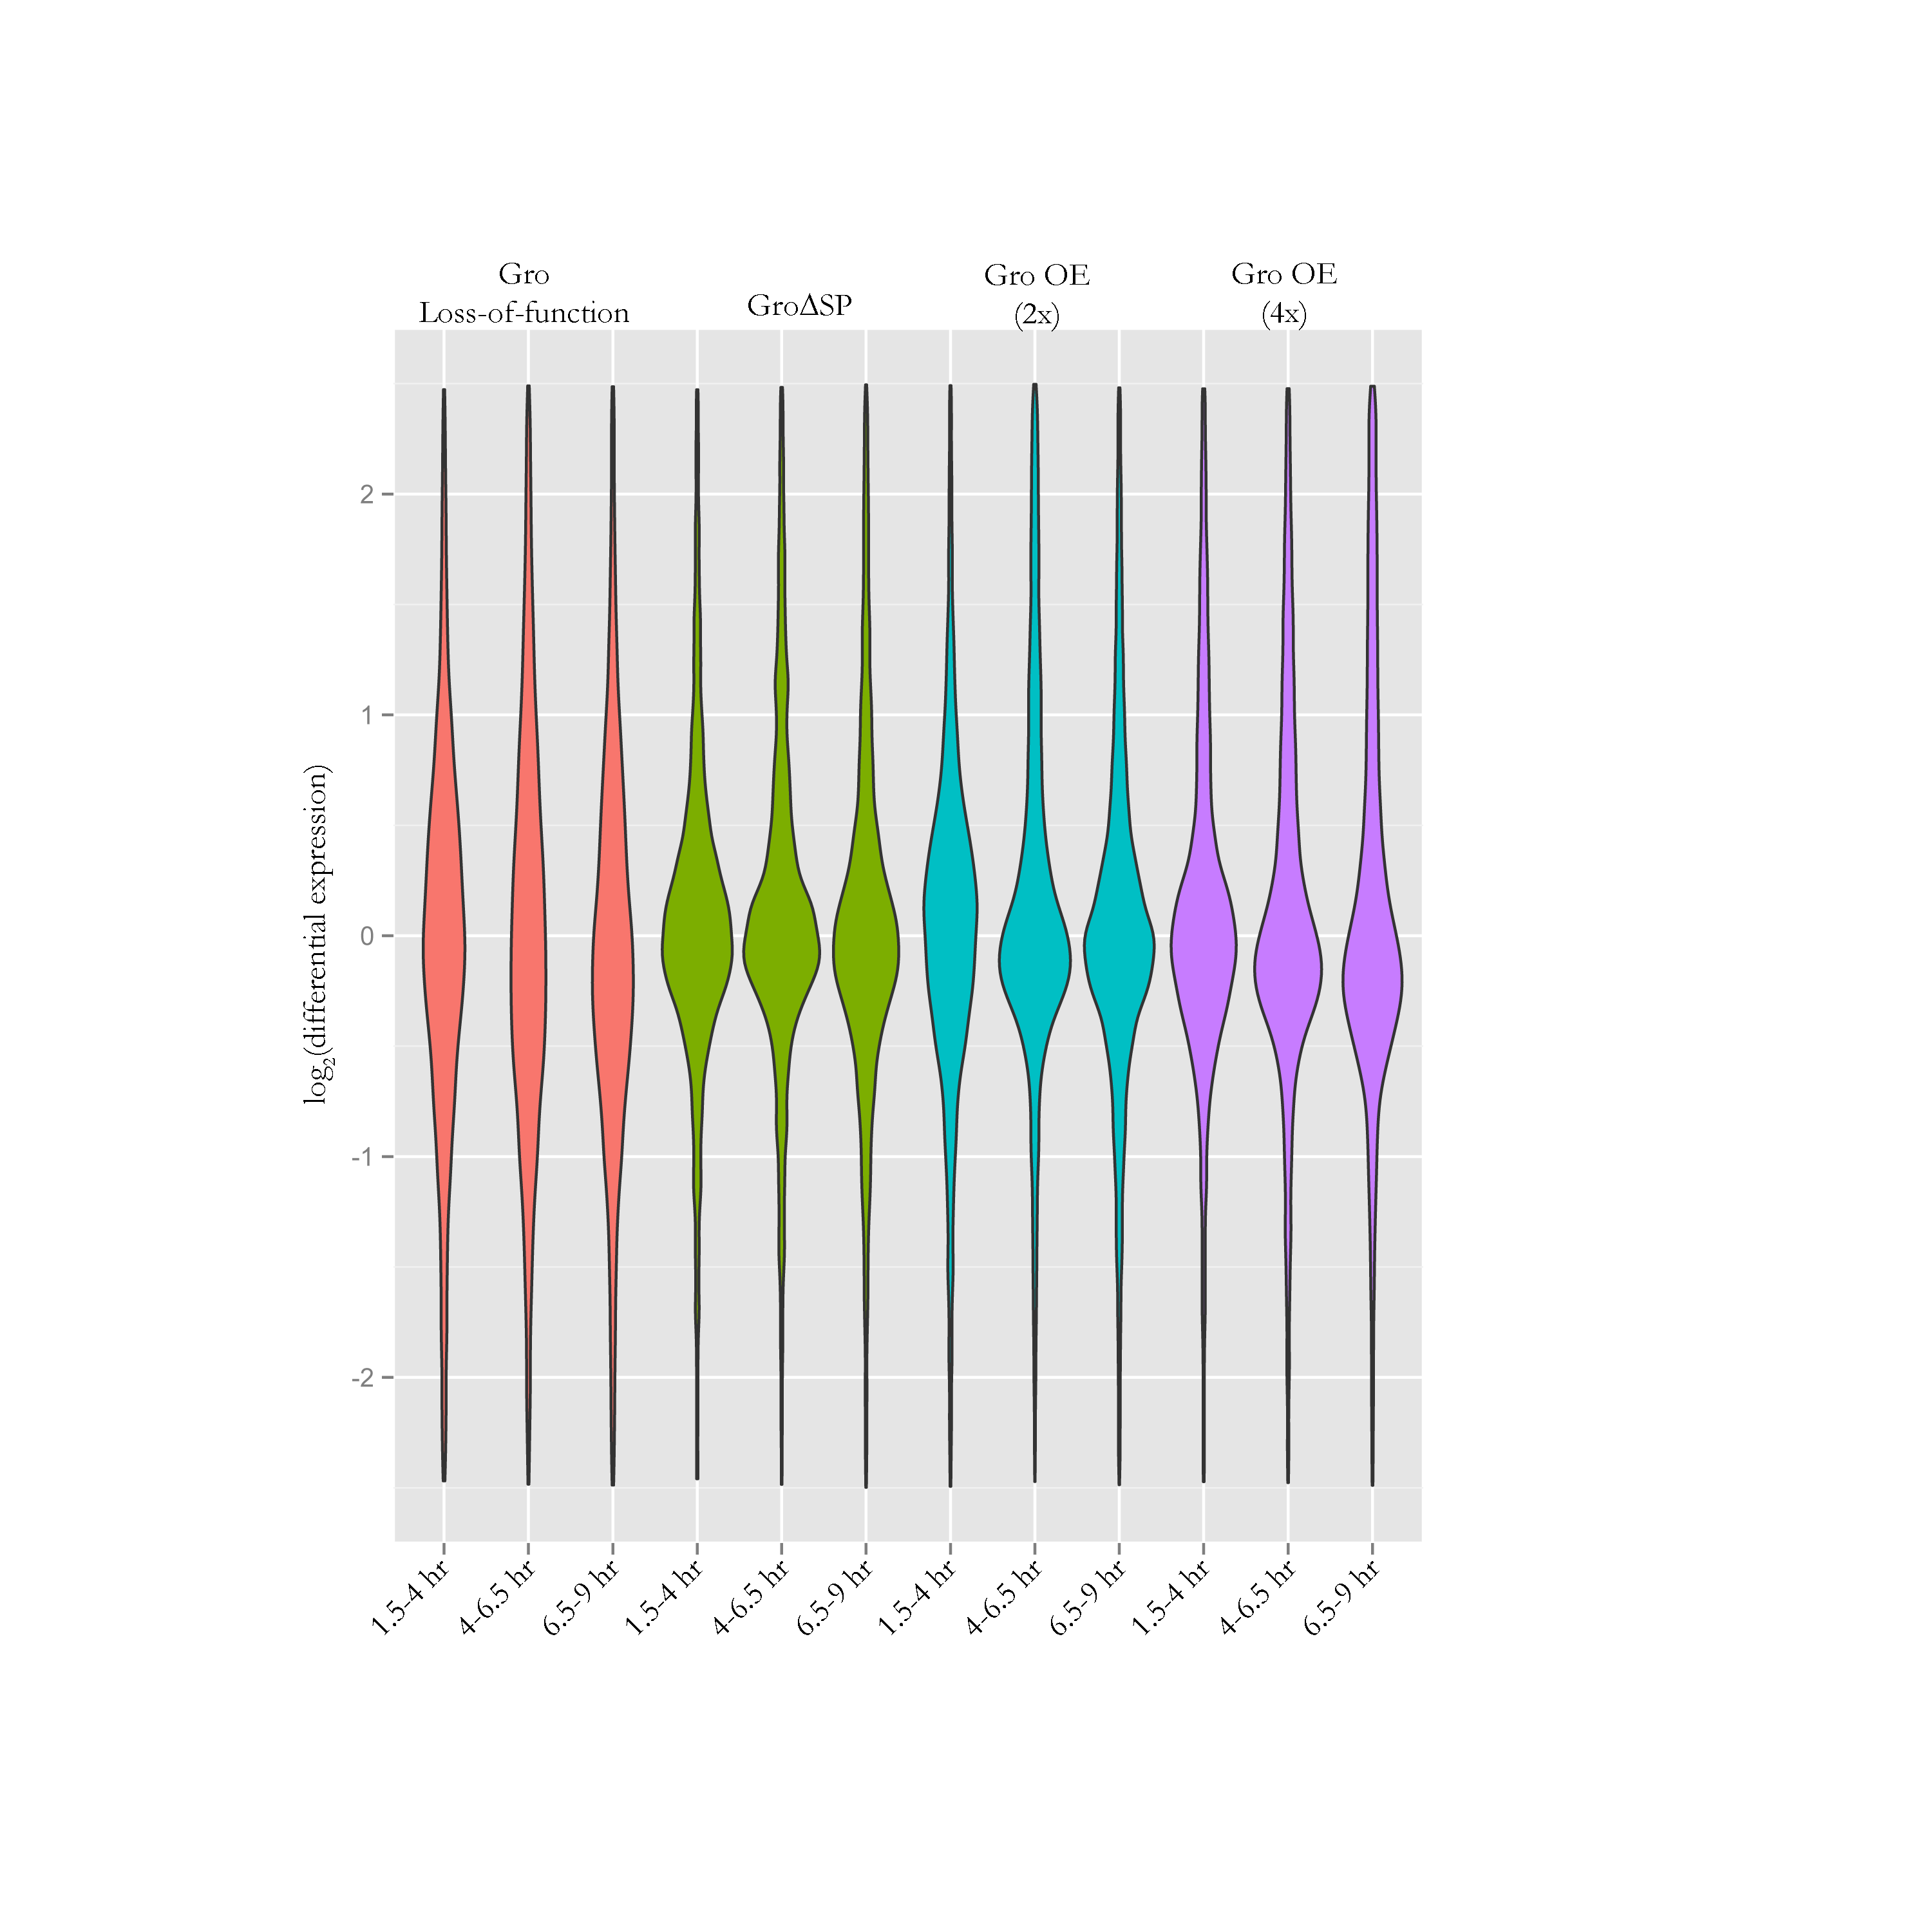 Gro
Loss-of-function
GroΔSP
Gro OE
(2x)
Gro OE
(4x)
log2(differential expression)
2
1
0
-1
-2
1.5-4 hr
4-6.5 hr
6.5-9 hr
1.5-4 hr
4-6.5 hr
6.5-9 hr
1.5-4 hr
4-6.5 hr
6.5-9 hr
1.5-4 hr
4-6.5 hr
6.5-9 hr